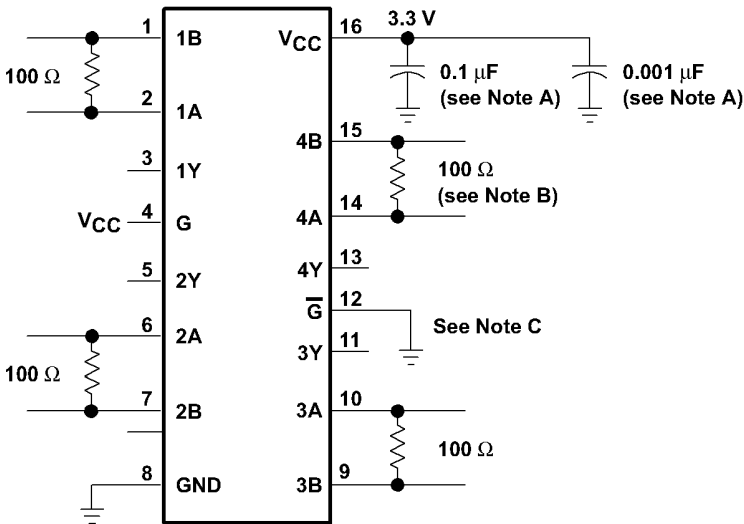 3.3 V
1
1B
VCC
16
100 Ω
0.1 μF
(see Note A)
0.001 μF
(see Note A)
2
1A
15
4B
3
1Y
100 Ω
(see Note B)
VCC
4
G
4A
14
5
2Y
4Y
13
G̅
12
6
2A
See Note C
3Y
11
100 Ω
7
2B
3A
10
100 Ω
8
GND
3B
9